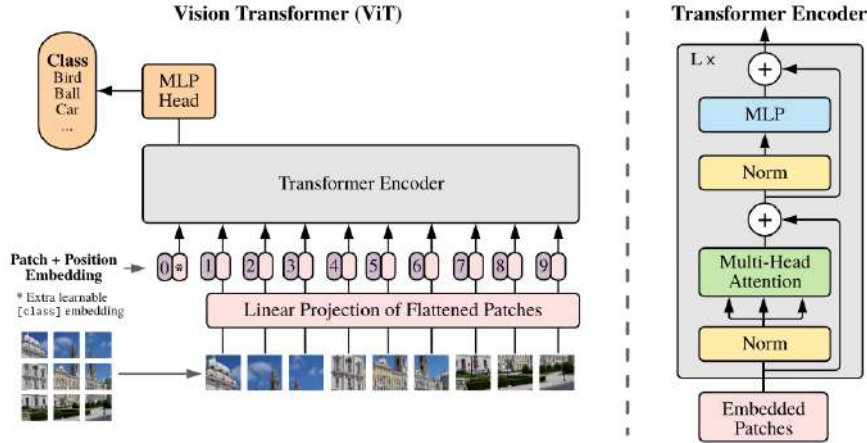 Vision Transformer (ViT)
Class
Bird
Ball
Car
...
MLP
Head
Transformer Encoder
Patch + Position
Embedding
0 * 1 2 3 4 5 6 7 8 9
* Extra learnable
[class] embedding
Linear Projection of Flattened Patches
Transformer Encoder
L ×
+
MLP
Norm
+
Multi-Head
Attention
Norm
Embedded
Patches